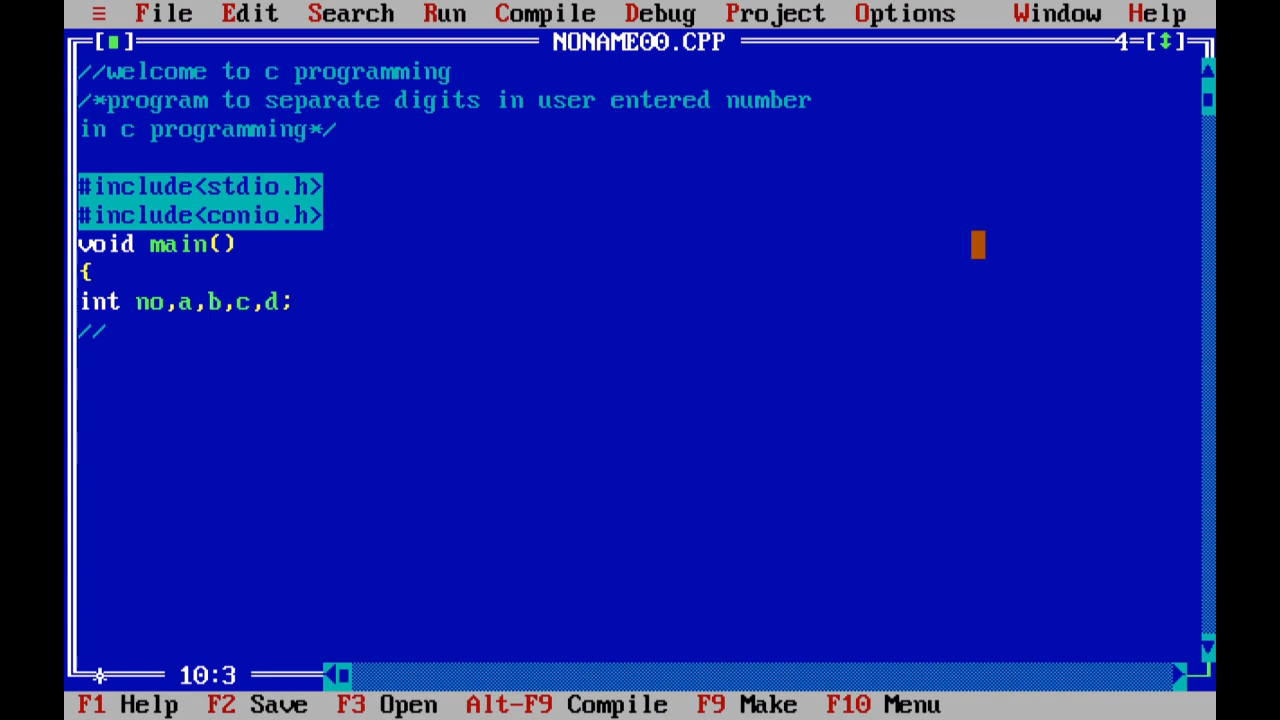 ≡ File Edit Search Run Compile Debug Project Options Window Help
[■] NONAME00.CPP 4=[↕]
//welcome to c programming
/*program to separate digits in user entered number
in c programming*/
#include<stdio.h>
#include<conio.h>
void main()
{
int no,a,b,c,d;
//
10:3
F1 Help F2 Save F3 Open Alt-F9 Compile F9 Make F10 Menu